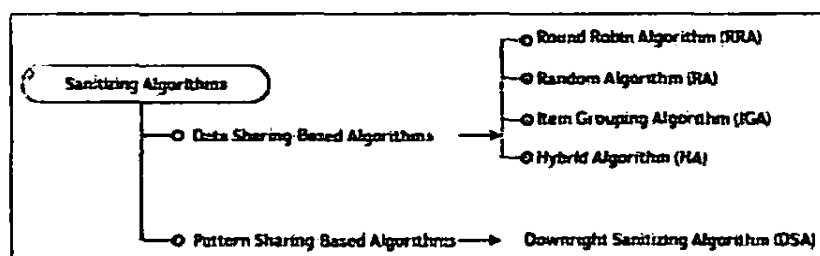 Round Robin Algorithm (RRA)
Sanitizing Algorithms
Random Algorithm (RA)
Item Grouping Algorithm (IGA)
Data Sharing-Based Algorithms
Hybrid Algorithm (HA)
Pattern Sharing Based Algorithms
Downright Sanitizing Algorithm (DSA)